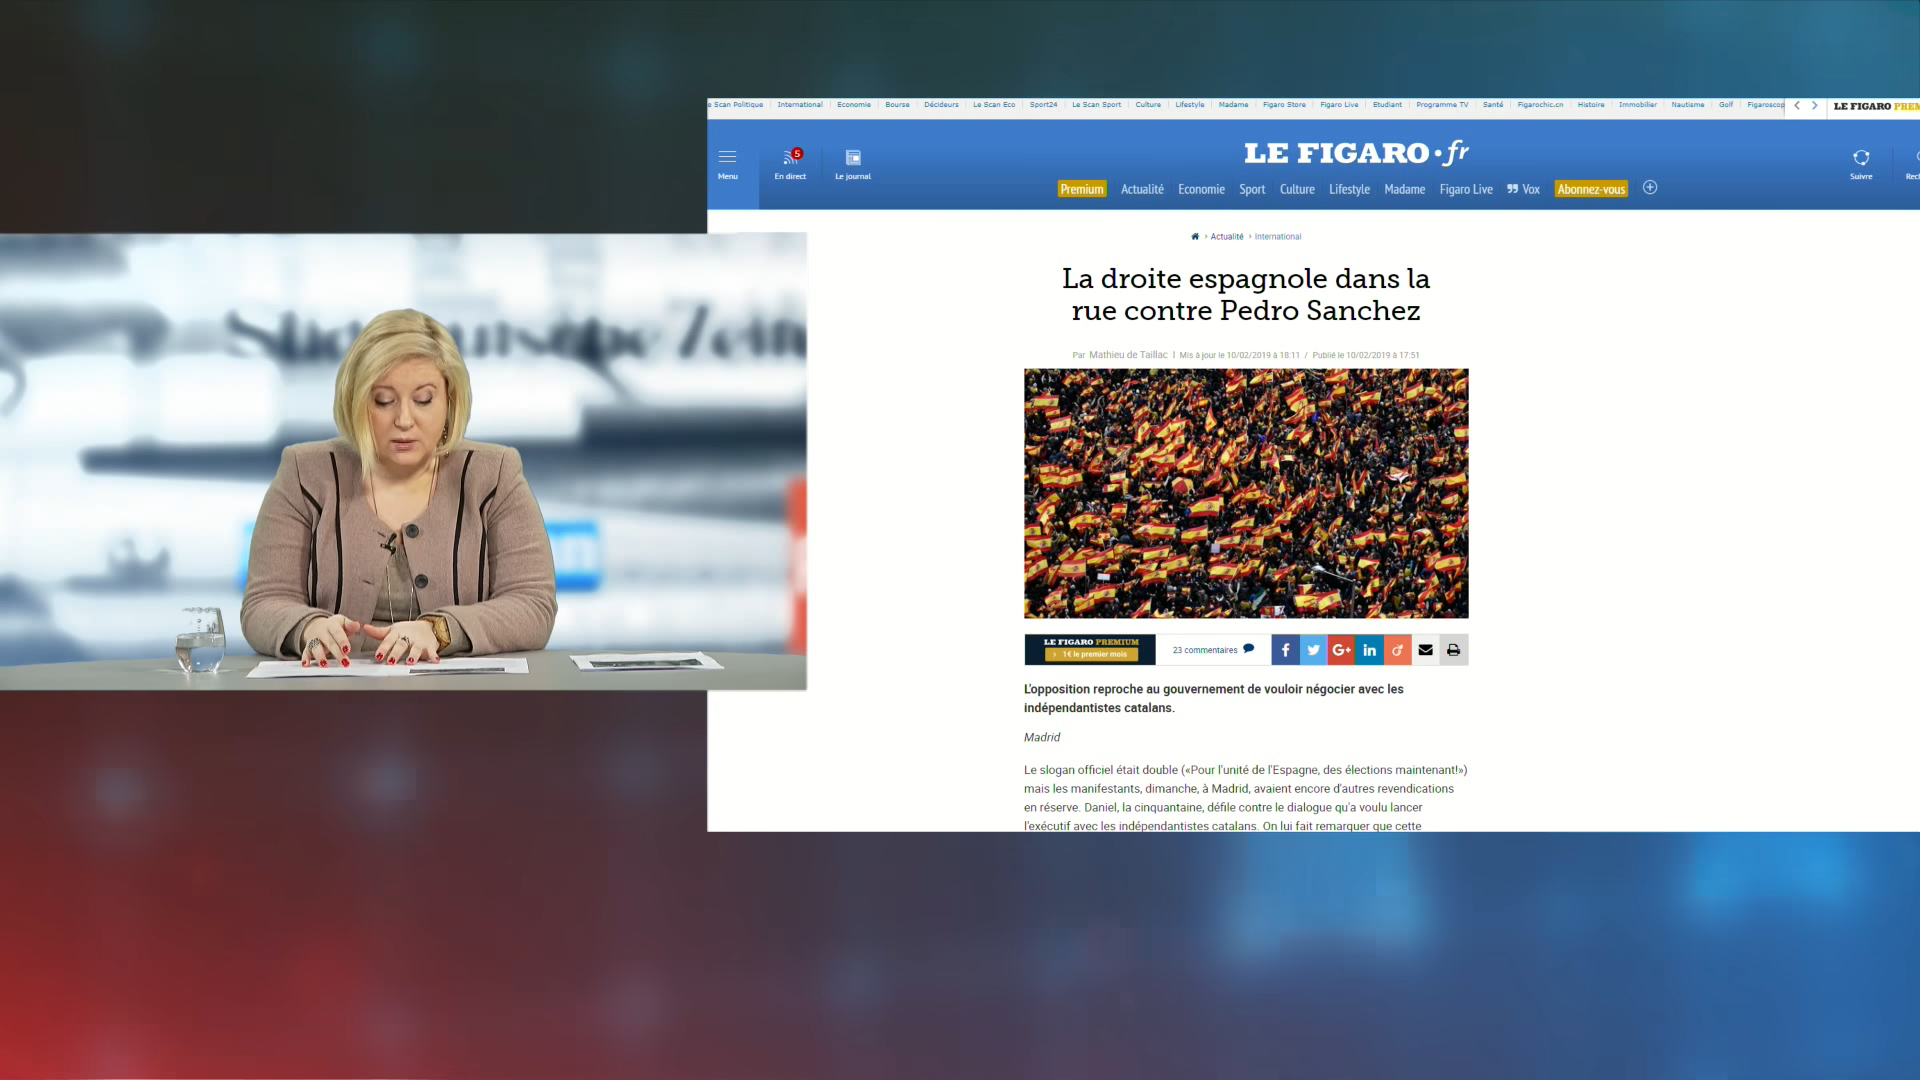 e Scan Politique International Economie Bourse Décideurs Le Scan Eco Sport24 Le Scan Sport Culture Lifestyle Madame Figaro Store Figaro Live Etudiant Programme TV Santé Figarochic.cn Histoire Immobilier Nautisme Golf Figaroscop LE FIGARO PREM
Menu
5
En direct
Le journal
LE FIGARO·fr
Suivre
Rech
Premium Actualité Economie Sport Culture Lifestyle Madame Figaro Live Vox Abonnez-vous
Actualité > International
La droite espagnole dans la
rue contre Pedro Sanchez
Par Mathieu de Taillac | Mis à jour le 10/02/2019 à 18:11 / Publié le 10/02/2019 à 17:51
LE FIGARO PREMIUM
> 1€ le premier mois
23 commentaires
L'opposition reproche au gouvernement de vouloir négocier avec les
indépendantistes catalans.
Madrid
Le slogan officiel était double («Pour l'unité de l'Espagne, des élections maintenant!»)
mais les manifestants, dimanche, à Madrid, avaient encore d'autres revendications
en réserve. Daniel, la cinquantaine, défile contre le dialogue qu'a voulu lancer
l'exécutif avec les indépendantistes catalans. On lui fait remarquer que cette